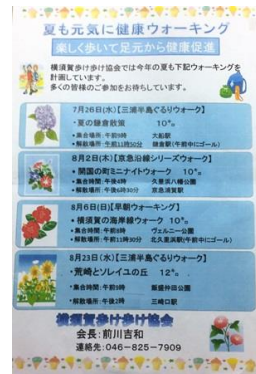 夏も元気に健康ウォーキング
楽しく歩いて足元から健康促進
横須賀歩け歩け協会では今年の夏も下記ウォーキングを
計画しています。
多くの皆様のご参加をお待ちしています。
7月26日(水)【三浦半島ぐるりウォーク】
・夏の鎌倉散策 10㌔
・集合場所:午前9時 大船駅
・解散場所:午前11時30分 鎌倉駅(午前中にゴール)
8月2日(木)【京急沿線シリーズウォーク】
・開国の町ミニナイトウォーク 10㌔
・集合時間:午後4時 久里浜八幡公園
・解散場所:午後6時30分 京急浦賀駅
8月6日(日)【早朝ウォーキング】
・横須賀の海岸線ウォーク 10㌔
・集合時間:午前8時 ヴェルニー公園
・解散場所:午前11時30分 北久里浜駅(午前中にゴール)
8月23日(水)【三浦半島ぐるりウォーク】
・荒崎とソレイユの丘 12㌔
・集合時間:午前9時
・解散場所:午後2時 三崎口駅
横須賀歩け歩け協会
会長:前川吉和
連絡先:046-825-7909